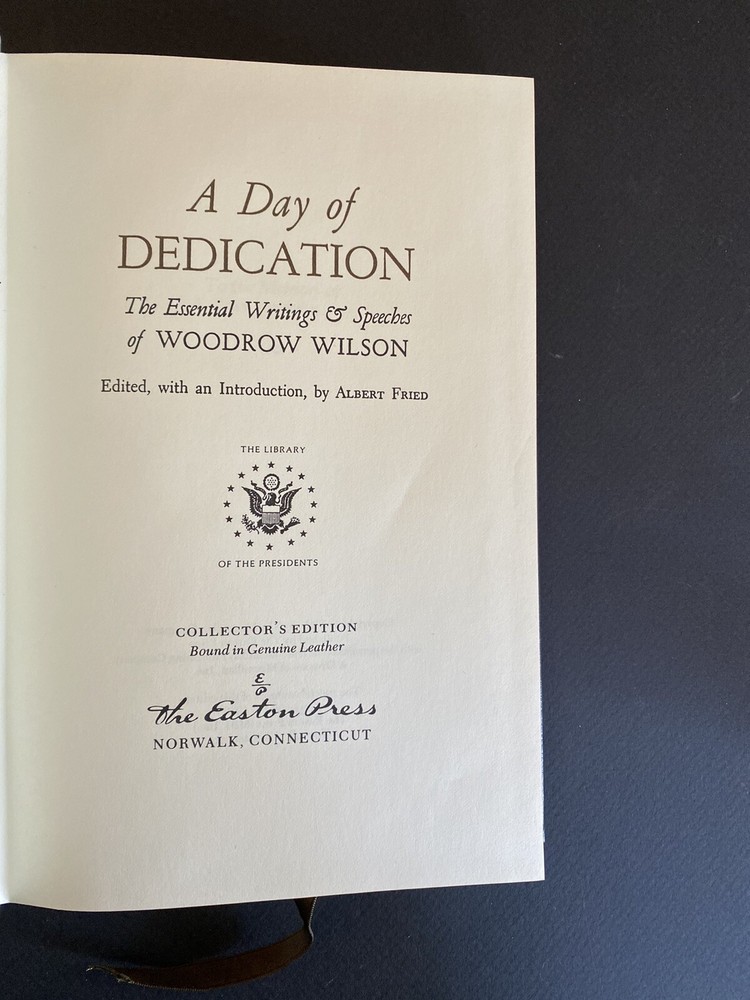 A Day of
DEDICATION
The Essential Writings & Speeches
of WOODROW WILSON
Edited, with an Introduction, by ALBERT FRIED
THE LIBRARY
OF THE PRESIDENTS
COLLECTOR'S EDITION
Bound in Genuine Leather
E
P
The Easton Press
NORWALK, CONNECTICUT